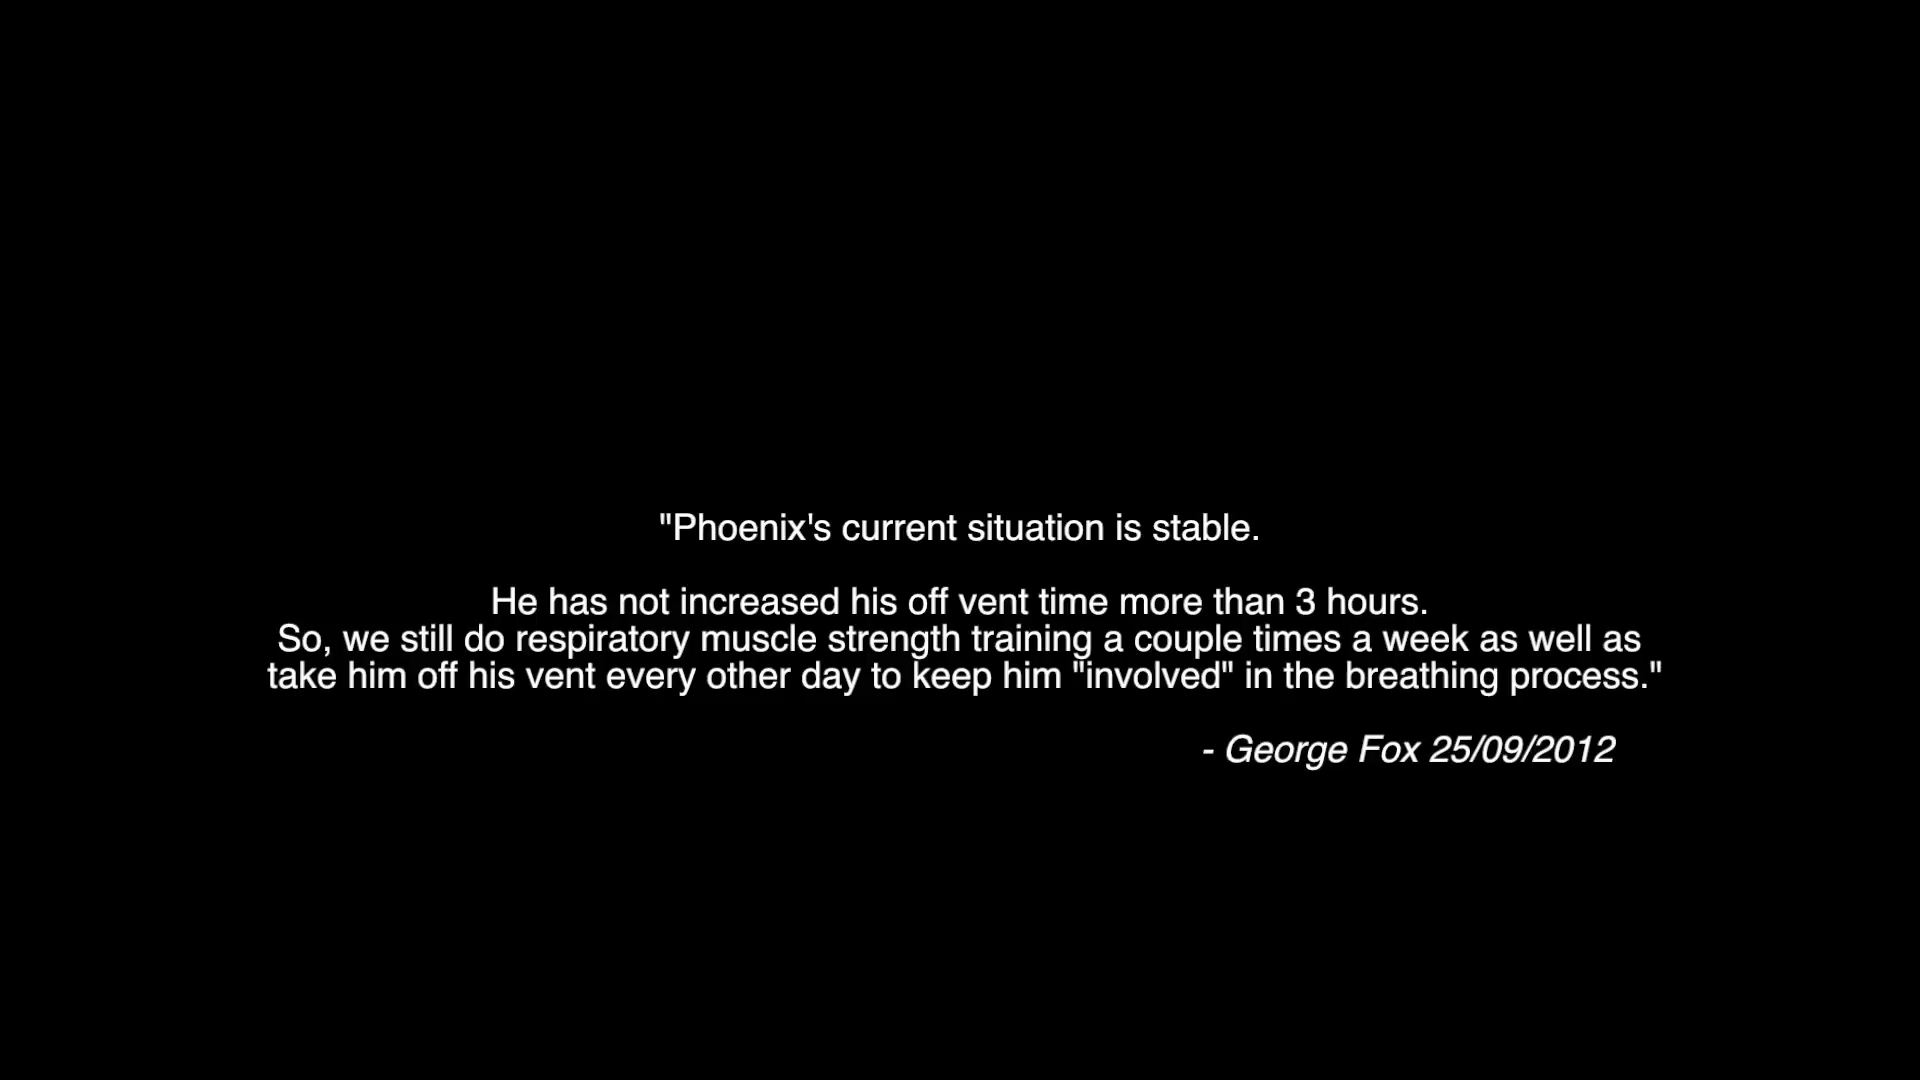 "Phoenix's current situation is stable.
He has not increased his off vent time more than 3 hours.
So, we still do respiratory muscle strength training a couple times a week as well as
take him off his vent every other day to keep him "involved" in the breathing process."
- George Fox 25/09/2012